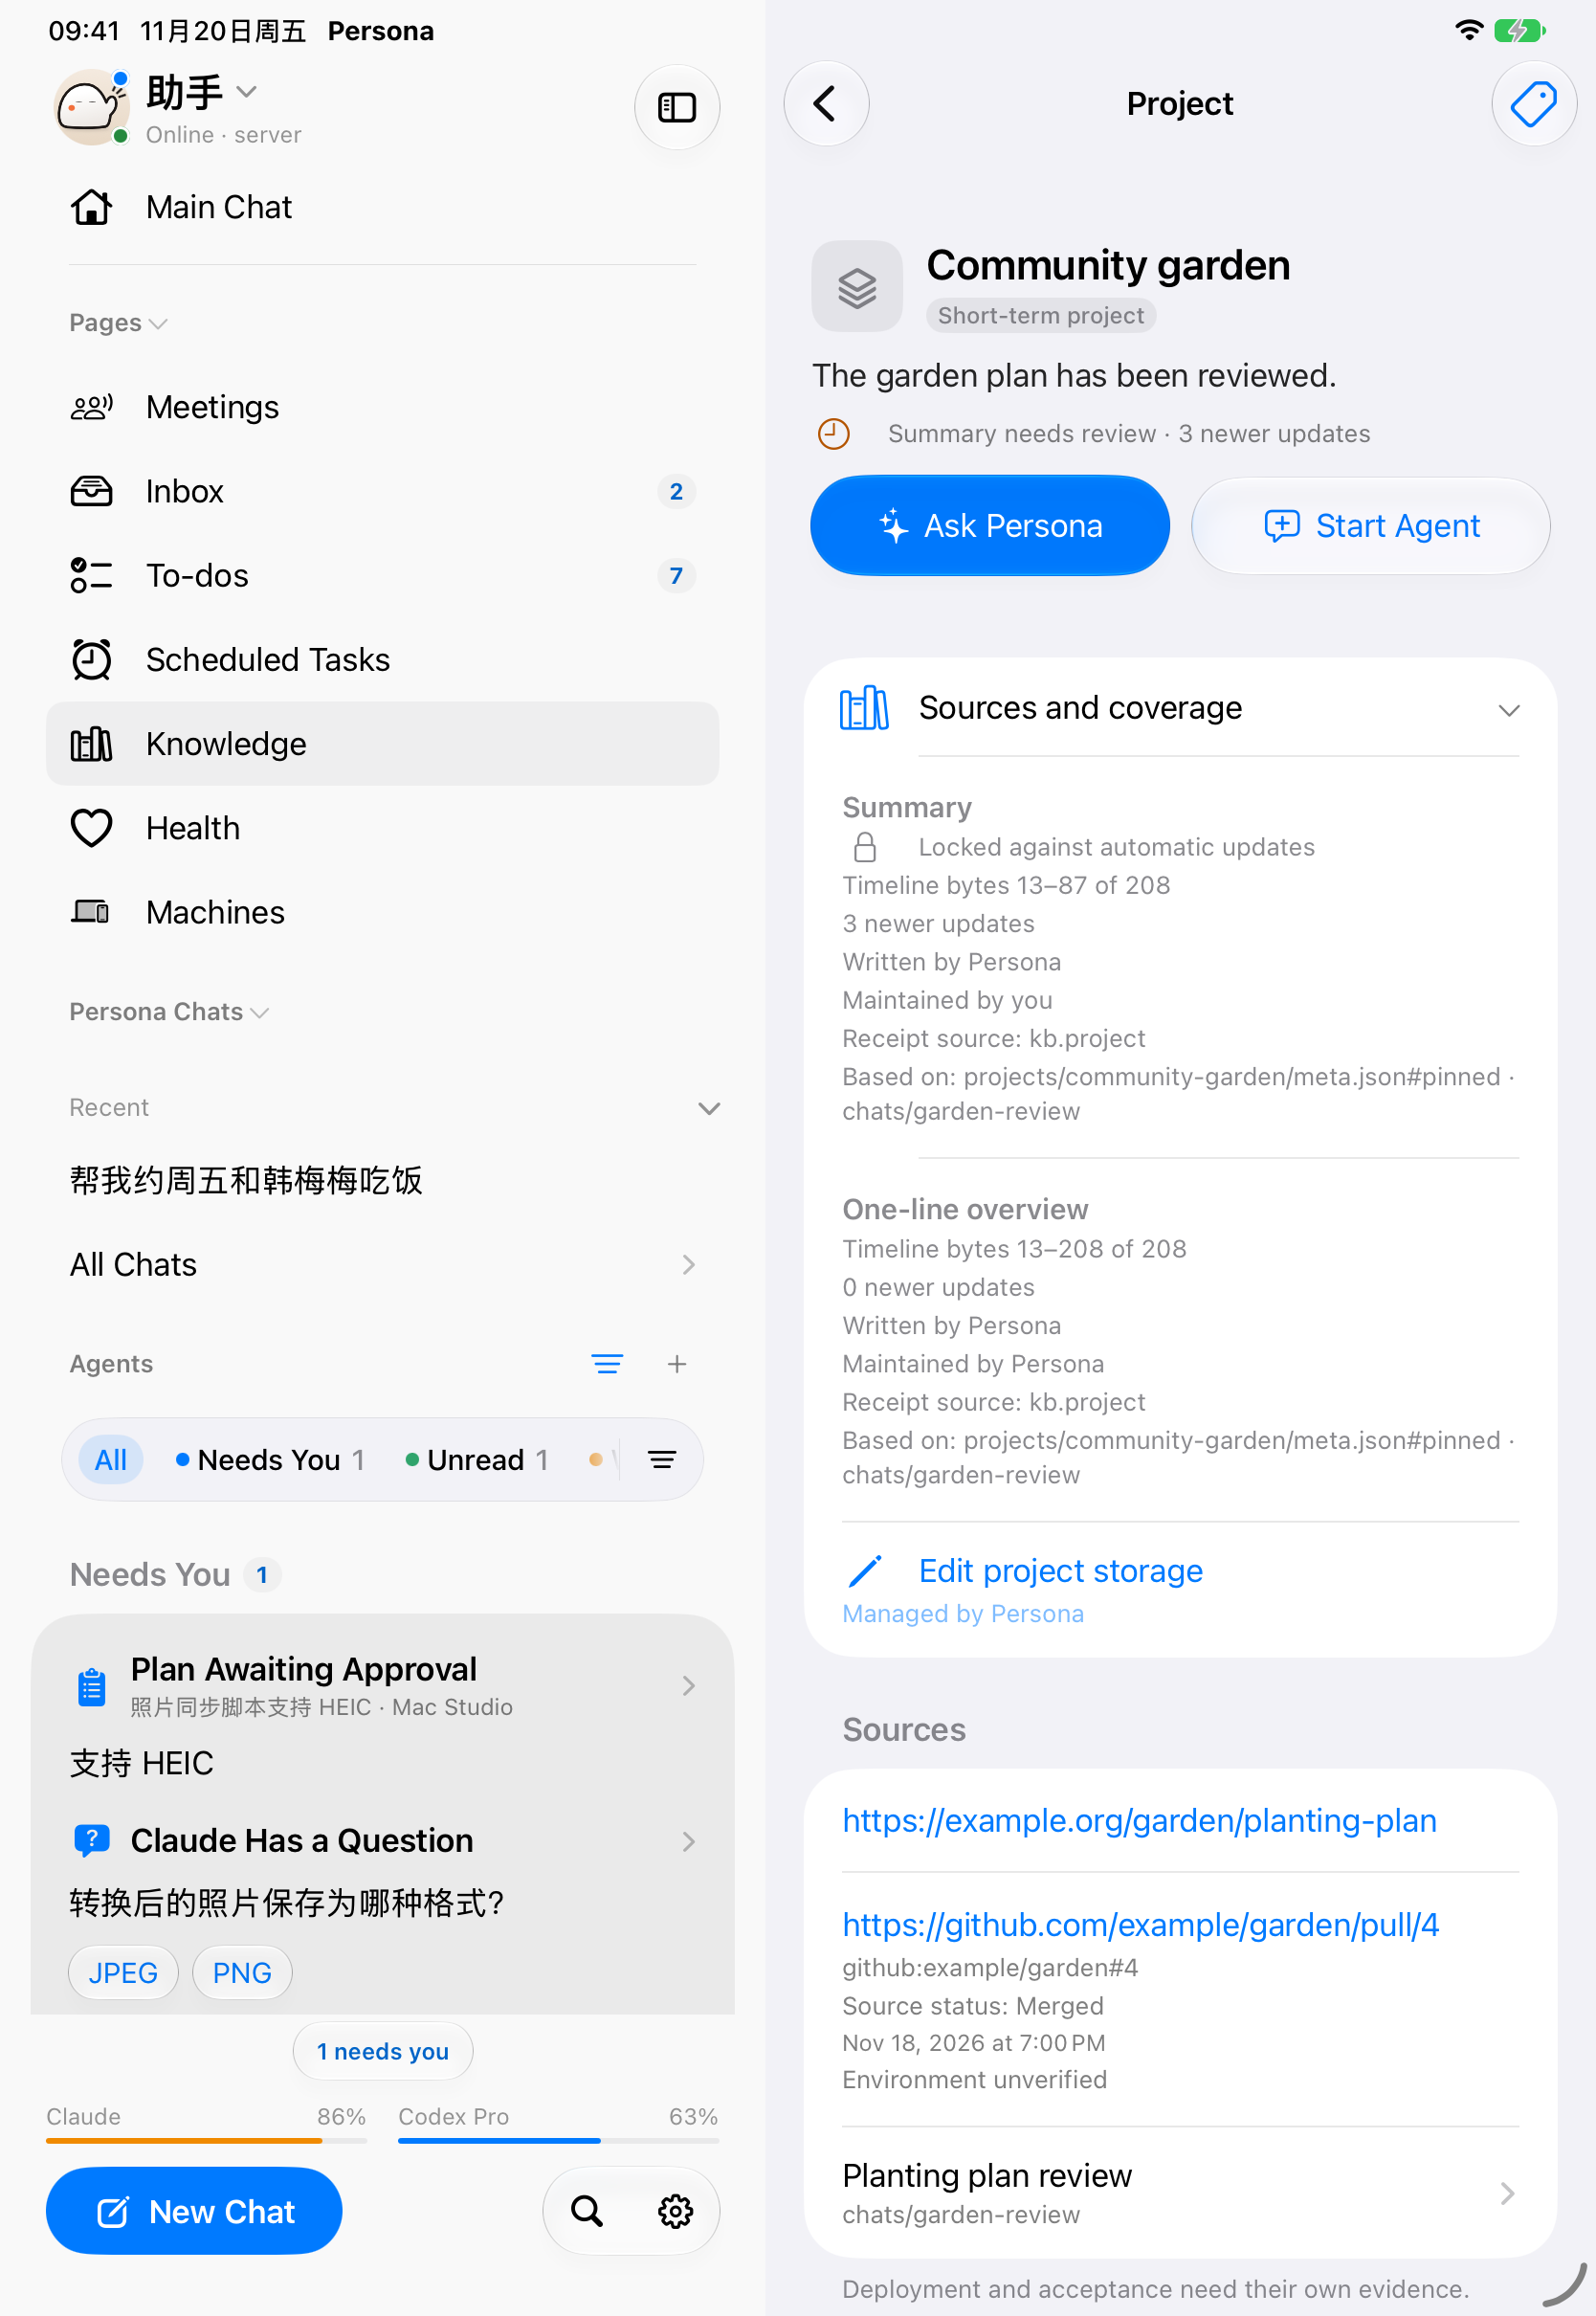 09:41 11月20日周五 Persona
助手
Online · server
Main Chat
Pages
Meetings
Inbox 2
To-dos 7
Scheduled Tasks
Knowledge
Health
Machines
Persona Chats
Recent
帮我约周五和韩梅梅吃饭
All Chats
Agents
All Needs You 1 Unread 1
Needs You 1
Plan Awaiting Approval
照片同步脚本支持 HEIC · Mac Studio
支持 HEIC
Claude Has a Question
转换后的照片保存为哪种格式?
JPEG PNG
1 needs you
Claude 86% Codex Pro 63%
New Chat
Project
Community garden
Short-term project
The garden plan has been reviewed.
Summary needs review · 3 newer updates
Ask Persona Start Agent
Sources and coverage
Summary
Locked against automatic updates
Timeline bytes 13–87 of 208
3 newer updates
Written by Persona
Maintained by you
Receipt source: kb.project
Based on: projects/community-garden/meta.json#pinned ·
chats/garden-review
One-line overview
Timeline bytes 13–208 of 208
0 newer updates
Written by Persona
Maintained by Persona
Receipt source: kb.project
Based on: projects/community-garden/meta.json#pinned ·
chats/garden-review
Edit project storage
Managed by Persona
Sources
https://example.org/garden/planting-plan
https://github.com/example/garden/pull/4
github:example/garden#4
Source status: Merged
Nov 18, 2026 at 7:00 PM
Environment unverified
Planting plan review
chats/garden-review
Deployment and acceptance need their own evidence.